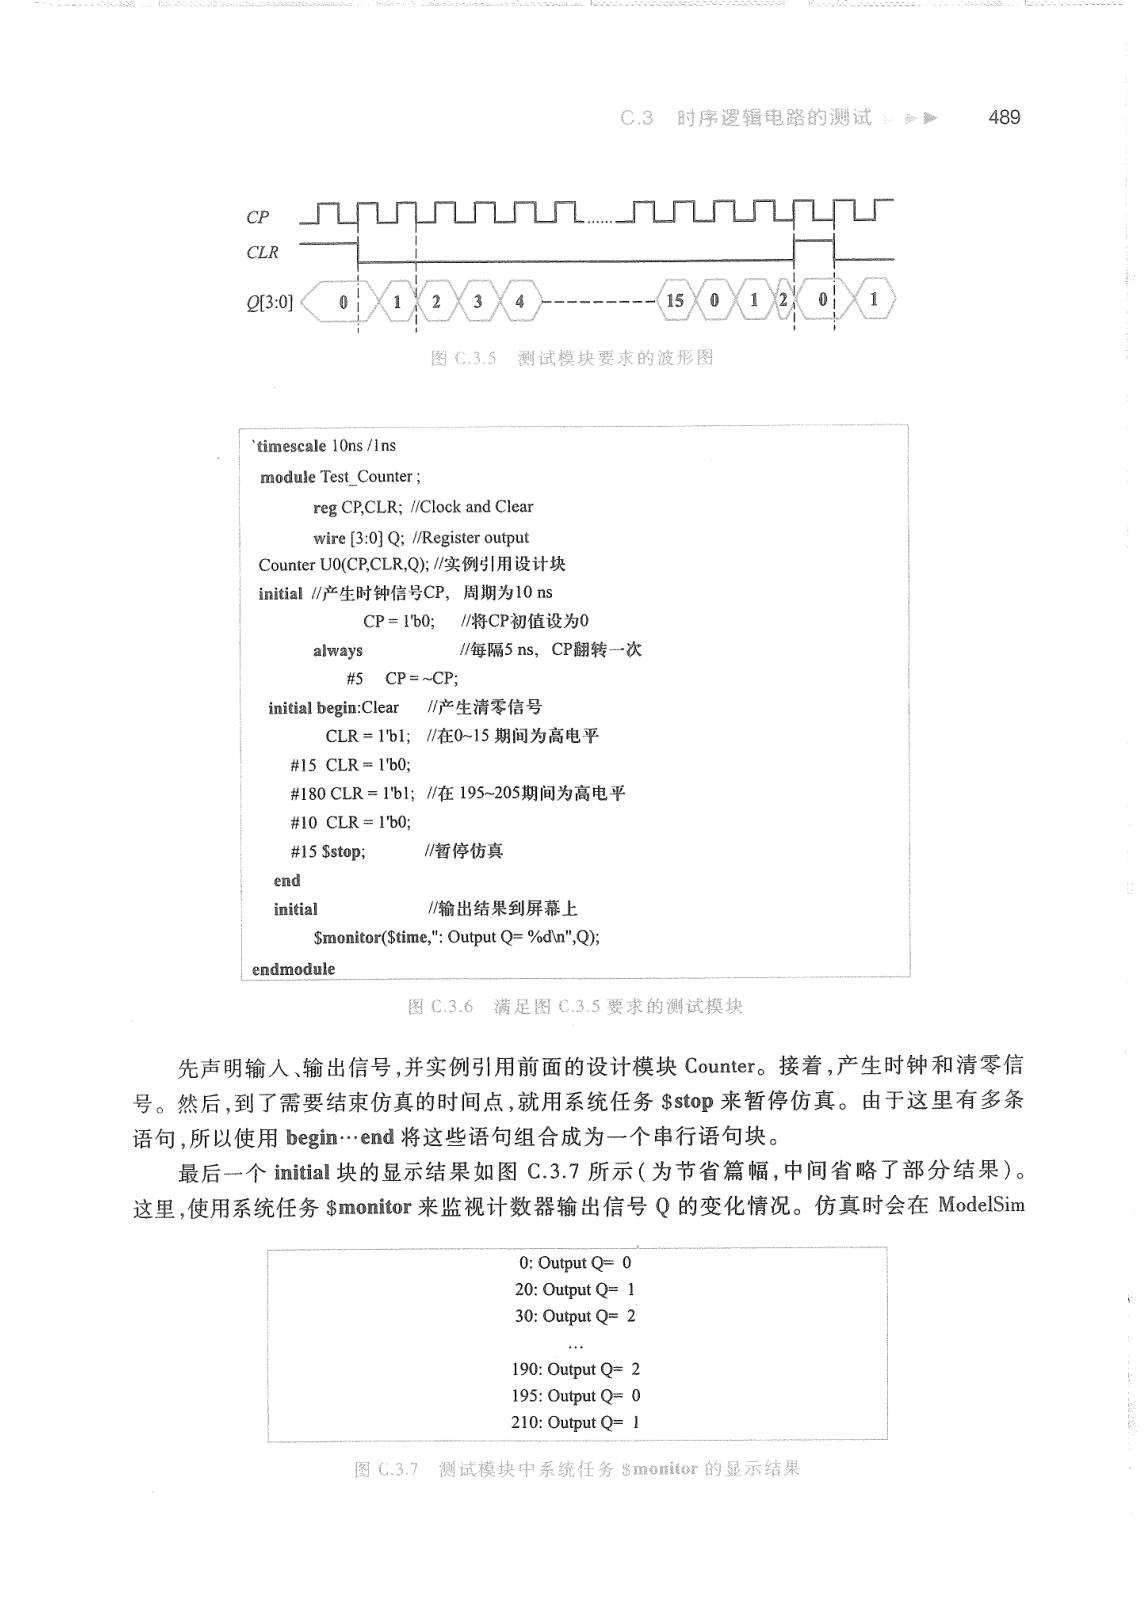 C.3 时序逻辑电路的测试 489
CP
......
CLR
Q[3:0] 0 1 2 3 4 15 0 1 2 0 1
图 C.3.5 测试模块要求的波形图
`timescale 10ns /1ns
module Test_Counter ;
reg CP,CLR; //Clock and Clear
wire [3:0] Q; //Register output
Counter U0(CP,CLR,Q); //实例引用设计块
initial //产生时钟信号CP, 周期为10 ns
CP = 1'b0; //将CP初值设为0
always //每隔5 ns, CP翻转一次
#5 CP = ~CP;
initial begin:Clear //产生清零信号
CLR = 1'b1; //在0~15 期间为高电平
#15 CLR = 1'b0;
#180 CLR = 1'b1; //在 195~205期间为高电平
#10 CLR = 1'b0;
#15 $stop; //暂停仿真
end
initial //输出结果到屏幕上
$monitor($time,": Output Q= %d\n",Q);
endmodule
图 C.3.6 满足图 C.3.5 要求的测试模块
先声明输入、输出信号,并实例引用前面的设计模块 Counter。接着,产生时钟和清零信
号。然后,到了需要结束仿真的时间点,就用系统任务 $stop 来暂停仿真。由于这里有多条
语句,所以使用 begin…end 将这些语句组合成为一个串行语句块。
最后一个 initial 块的显示结果如图 C.3.7 所示(为节省篇幅,中间省略了部分结果)。
这里,使用系统任务 $monitor 来监视计数器输出信号 Q 的变化情况。仿真时会在 ModelSim
0: Output Q= 0
20: Output Q= 1
30: Output Q= 2
…
190: Output Q= 2
195: Output Q= 0
210: Output Q= 1
图 C.3.7 测试模块中系统任务 $monitor 的显示结果